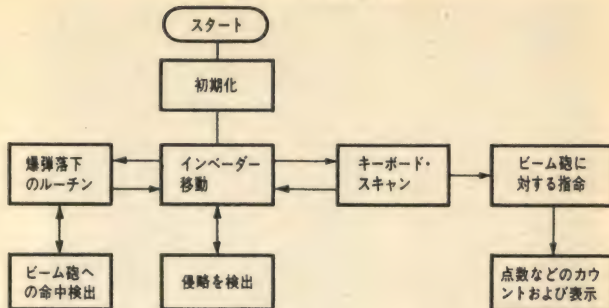 スタート
初期化
爆弾落下
のルーチン
インベーダー
移動
キーボード・
スキャン
ビーム砲に
対する指命
ビーム砲へ
の命中検出
侵略を検出
点数などのカウ
ントおよび表示